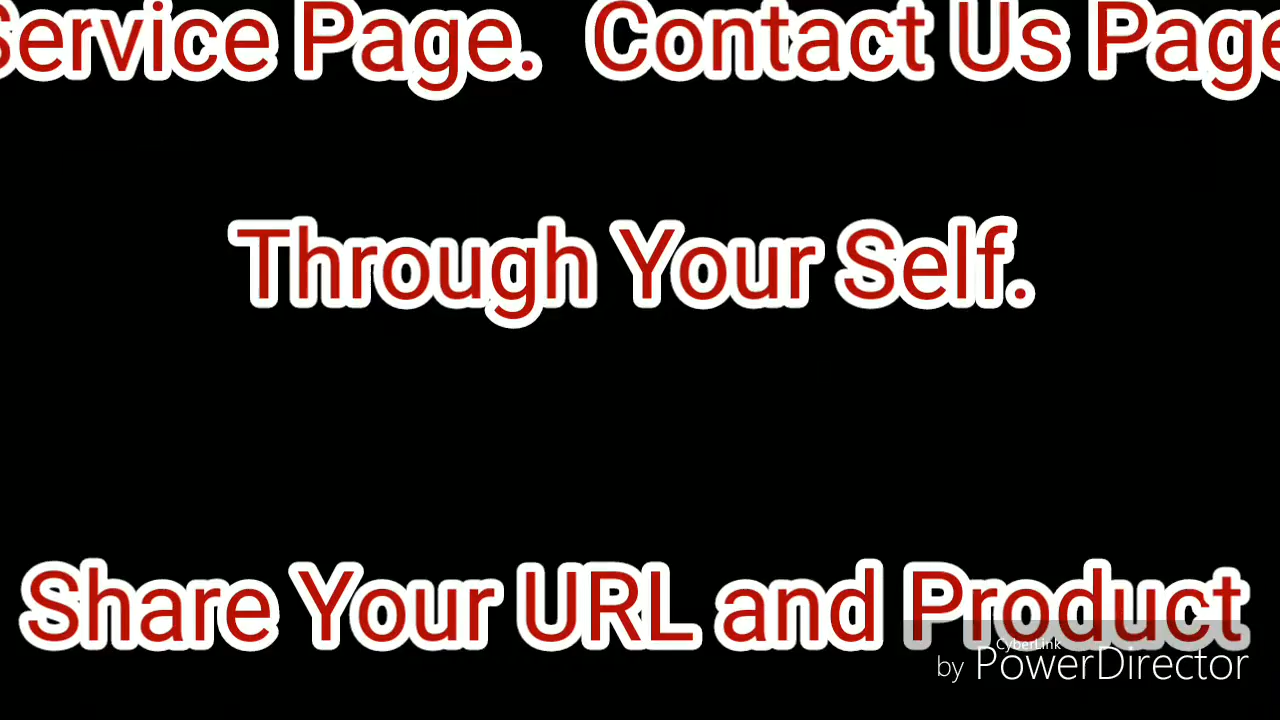 Service Page. Contact Us Page
Through Your Self.
Share Your URL and Product
CyberLink
by PowerDirector